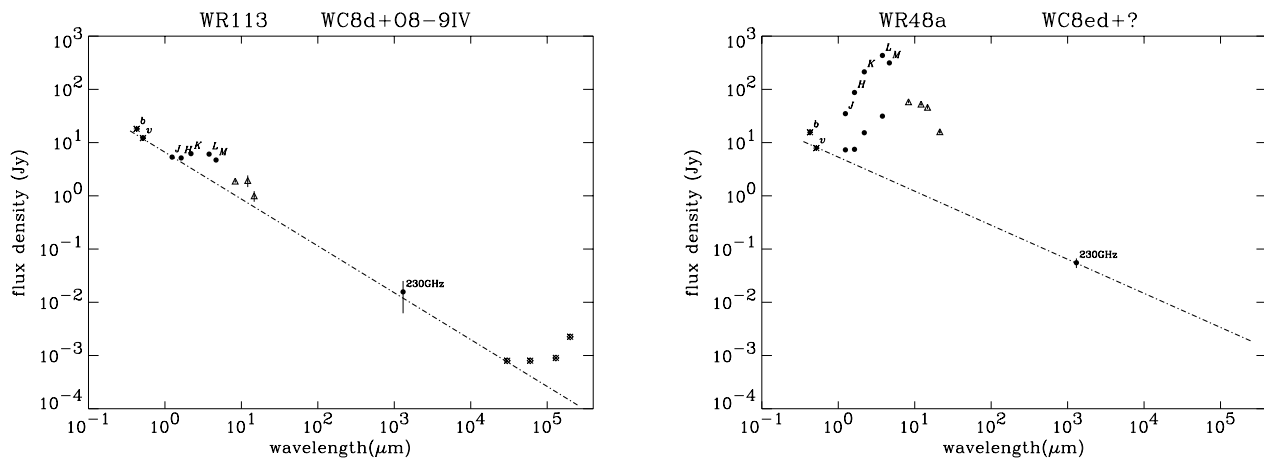 WR113 WC8d+O8-9IV
10^3
10^2
10^1
10^0
10^-1
10^-2
10^-3
10^-4
flux density (Jy)
b
v
J H K L M
230GHz
10^-1 10^0 10^1 10^2 10^3 10^4 10^5
wavelength(μm)
WR48a WC8ed+?
10^3
10^2
10^1
10^0
10^-1
10^-2
10^-3
10^-4
flux density (Jy)
L
M
K
H
J
b
v
230GHz
10^-1 10^0 10^1 10^2 10^3 10^4 10^5
wavelength(μm)